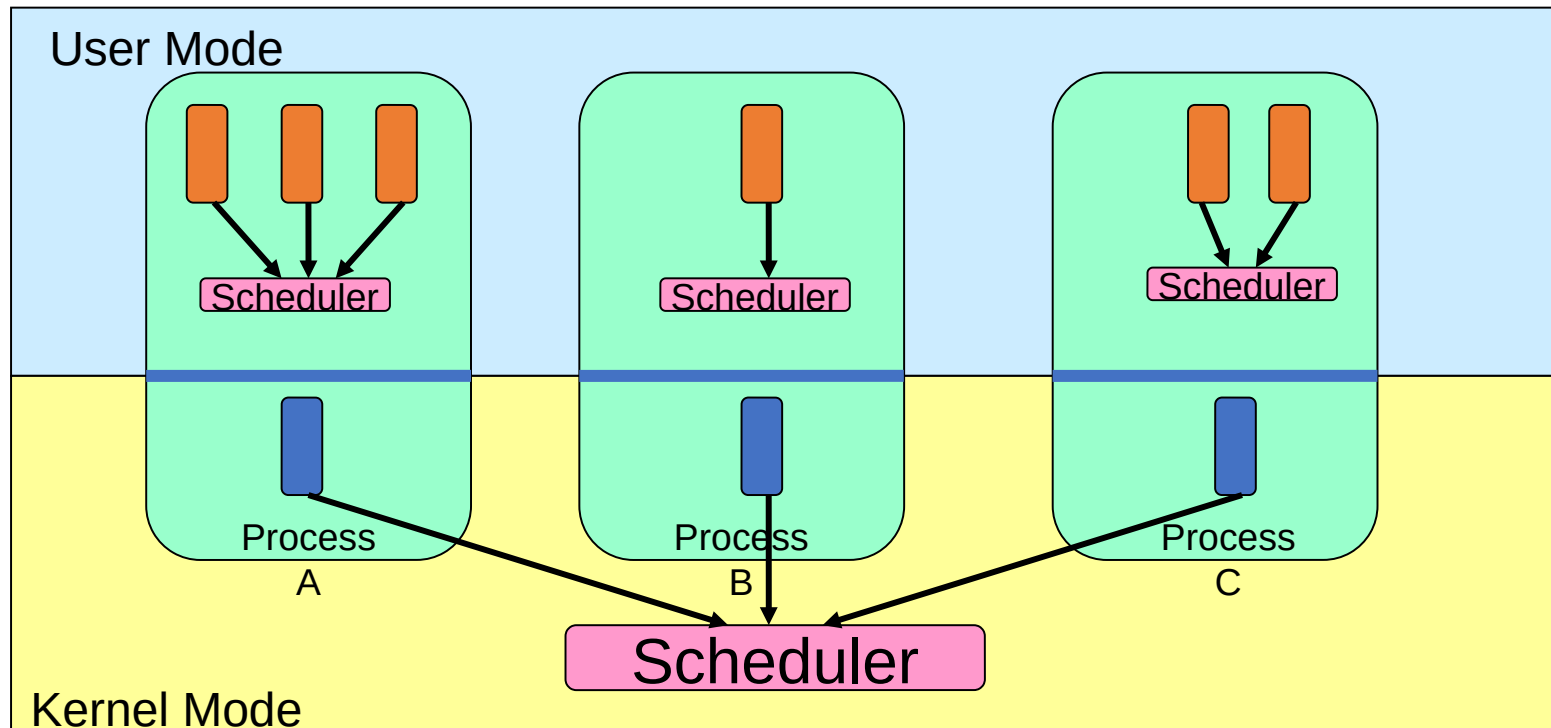 User Mode
Scheduler
Scheduler
Scheduler
Process
A
Process
B
Process
C
Scheduler
Kernel Mode